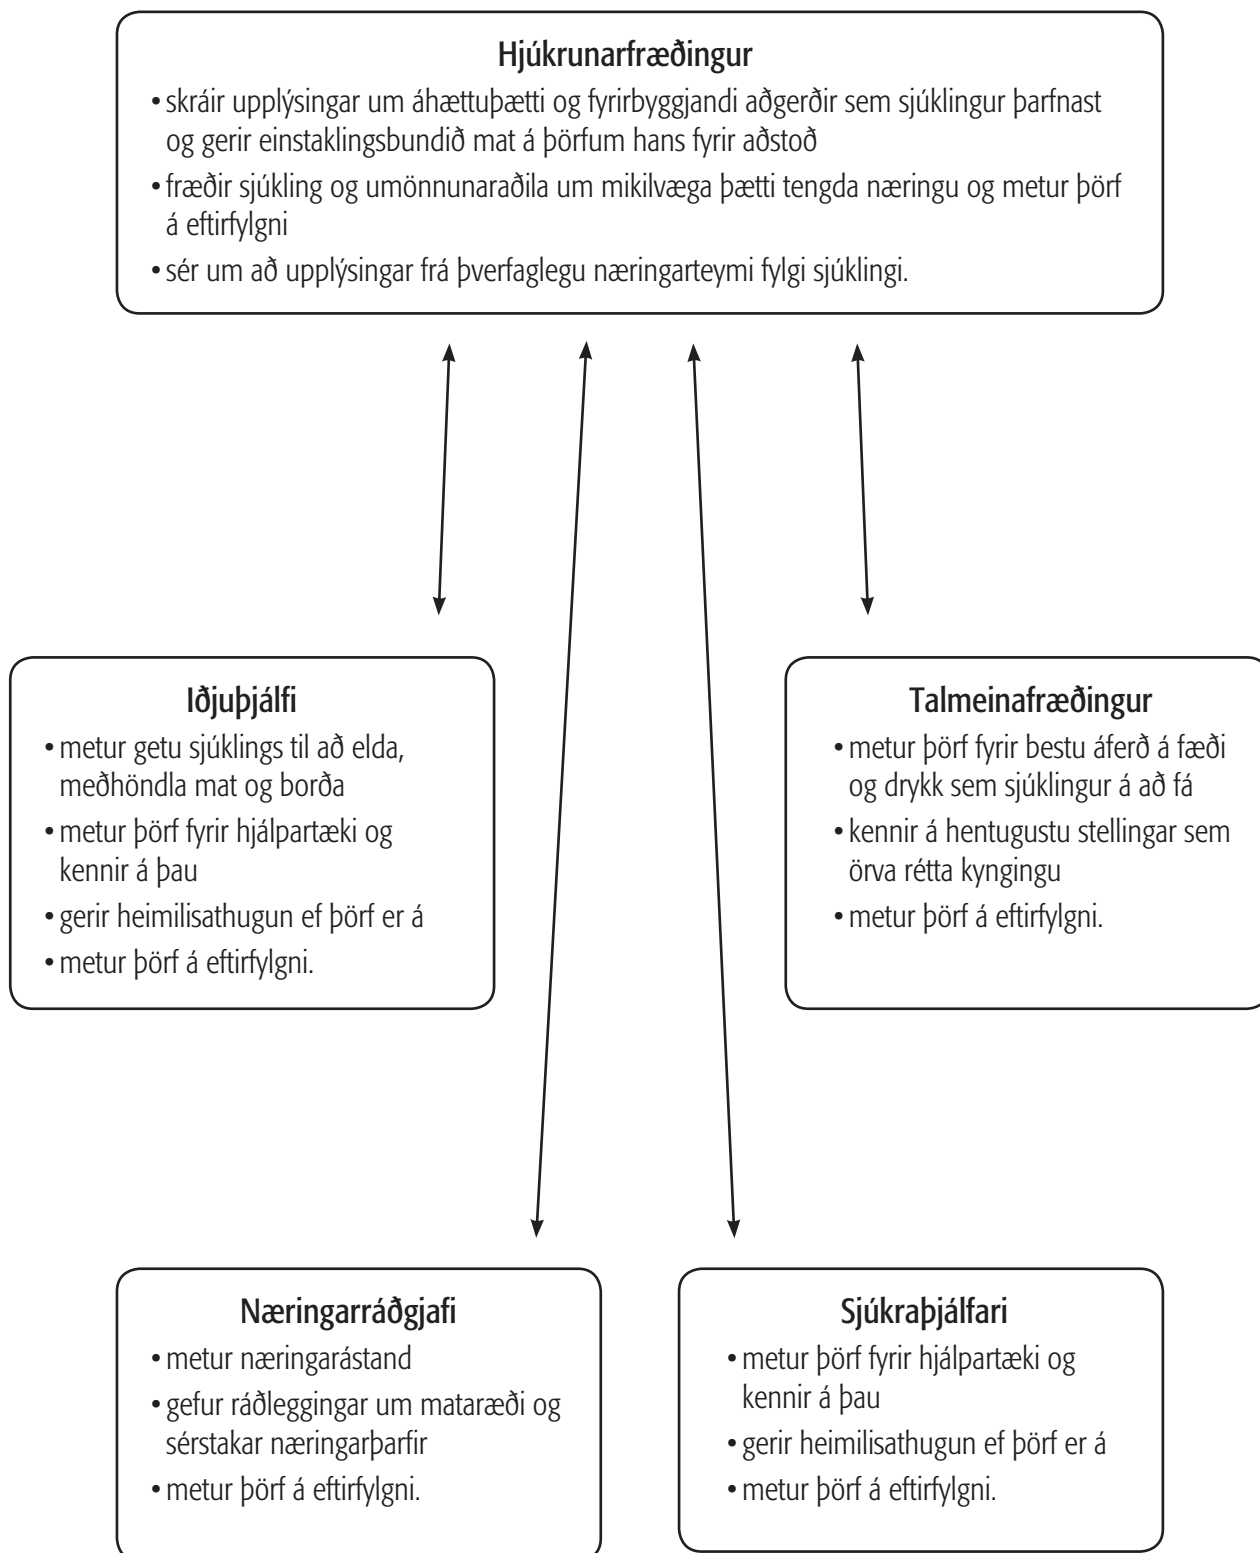 Hjúkrunarfræðingur
• skráir upplýsingar um áhættuþætti og fyrirbyggjandi aðgerðir sem sjúklingur þarfnast
og gerir einstaklingsbundið mat á þörfum hans fyrir aðstoð
• fræðir sjúkling og umönnunaraðila um mikilvæga þætti tengda næringu og metur þörf
á eftirfylgni
• sér um að upplýsingar frá þverfaglegu næringarteymi fylgi sjúklingi.
Iðjuþjálfi
• metur getu sjúklings til að elda,
meðhöndla mat og borða
• metur þörf fyrir hjálpartæki og
kennir á þau
• gerir heimilisathugun ef þörf er á
• metur þörf á eftirfylgni.
Talmeinafræðingur
• metur þörf fyrir bestu áferð á fæði
og drykk sem sjúklingur á að fá
• kennir á hentugustu stellingar sem
örva rétta kyngingu
• metur þörf á eftirfylgni.
Næringarráðgjafi
• metur næringarástand
• gefur ráðleggingar um mataræði og
sérstakar næringarþarfir
• metur þörf á eftirfylgni.
Sjúkraþjálfari
• metur þörf fyrir hjálpartæki og
kennir á þau
• gerir heimilisathugun ef þörf er á
• metur þörf á eftirfylgni.